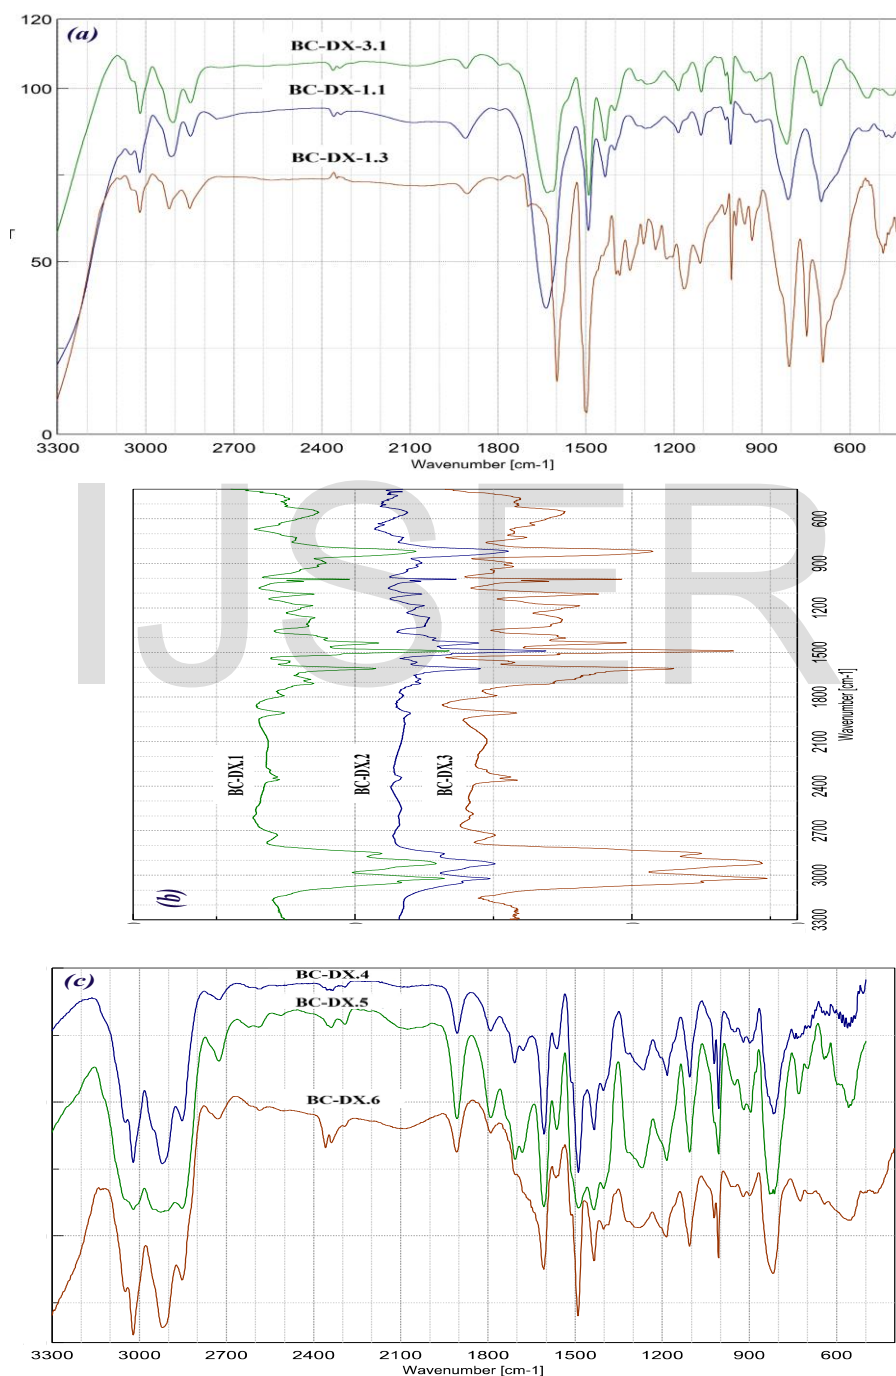 120
(a)
BC-DX-3.1
100
BC-DX-1.1
BC-DX-1.3
Γ
50
0
3300 3000 2700 2400 2100 1800 1500 1200 900 600
Wavenumber [cm-1]
IJSER
600
900
1200
1500
1800
2100
2400
2700
3000
3300
Wavenumber [cm-1]
BC-DX.1
BC-DX.2
BC-DX.3
(b)
(c)
BC-DX.4
BC-DX.5
BC-DX.6
3300 3000 2700 2400 2100 1800 1500 1200 900 600
Wavenumber [cm-1]